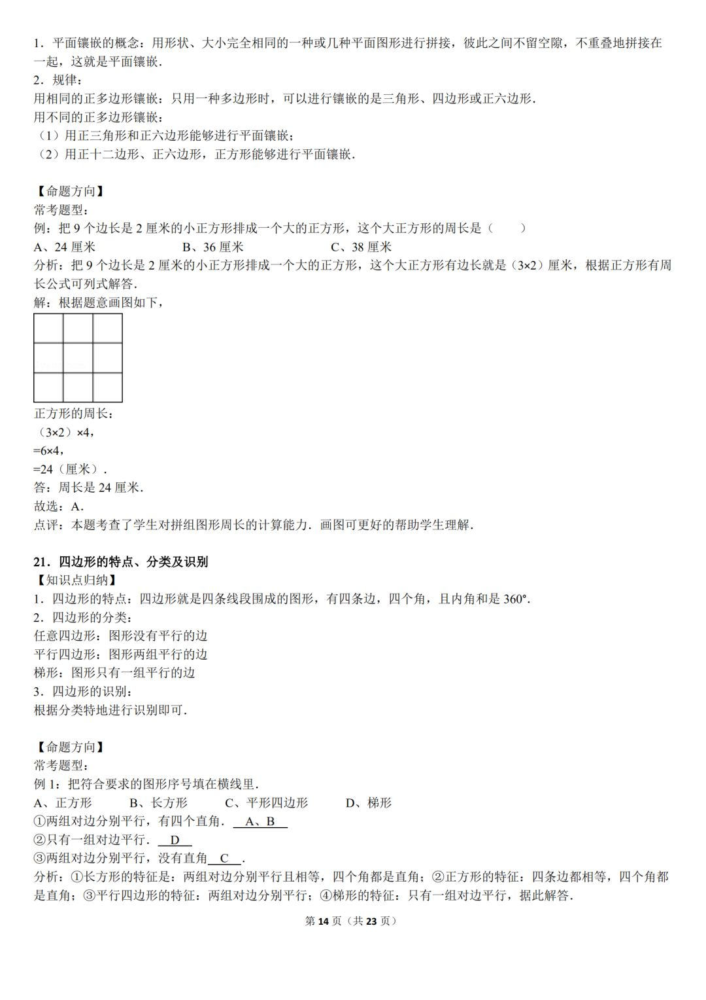 1．平面镶嵌的概念：用形状、大小完全相同的一种或几种平面图形进行拼接，彼此之间不留空隙，不重叠地拼接在
一起，这就是平面镶嵌．
2．规律：
用相同的正多边形镶嵌：只用一种多边形时，可以进行镶嵌的是三角形、四边形或正六边形．
用不同的正多边形镶嵌：
（1）用正三角形和正六边形能够进行平面镶嵌；
（2）用正十二边形、正六边形，正方形能够进行平面镶嵌．
【命题方向】
常考题型：
例：把 9 个边长是 2 厘米的小正方形排成一个大的正方形，这个大正方形的周长是（　　）
A、24 厘米　　B、36 厘米　　C、38 厘米
分析：把 9 个边长是 2 厘米的小正方形排成一个大的正方形，这个大正方形有边长就是（3×2）厘米，根据正方形有周
长公式可列式解答．
解：根据题意画图如下，
正方形的周长：
（3×2）×4，
=6×4，
=24（厘米）．
答：周长是 24 厘米．
故选：A．
点评：本题考查了学生对拼组图形周长的计算能力．画图可更好的帮助学生理解．
21．四边形的特点、分类及识别
【知识点归纳】
1．四边形的特点：四边形就是四条线段围成的图形，有四条边，四个角，且内角和是 360°．
2．四边形的分类：
任意四边形：图形没有平行的边
平行四边形：图形两组平行的边
梯形：图形只有一组平行的边
3．四边形的识别：
根据分类特地进行识别即可．
【命题方向】
常考题型：
例 1：把符合要求的图形序号填在横线里．
A、正方形　　B、长方形　　C、平形四边形　　D、梯形
①两组对边分别平行，有四个直角．　A、B　
②只有一组对边平行．　D　
③两组对边分别平行，没有直角　C　．
分析：①长方形的特征是：两组对边分别平行且相等，四个角都是直角；②正方形的特征：四条边都相等，四个角都
是直角；③平行四边形的特征：两组对边分别平行；④梯形的特征：只有一组对边平行，据此解答．
第 14 页（共 23 页）